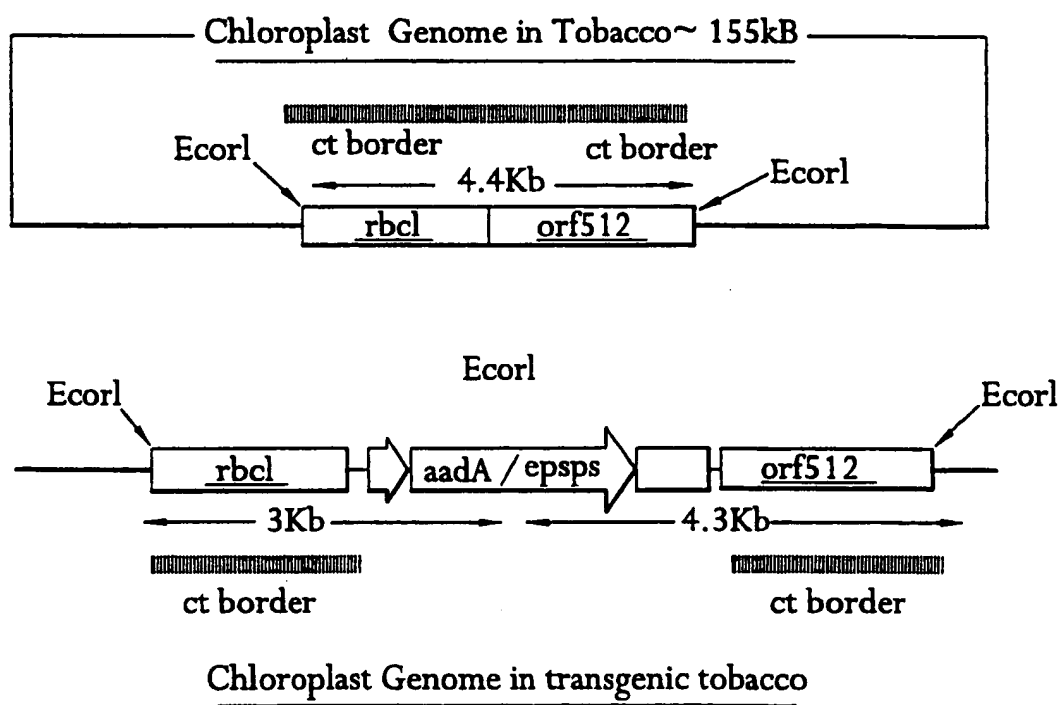 Chloroplast Genome in Tobacco~ 155kB
ct border ct border
Ecorl Ecorl
4.4Kb
rbcl orf512
Ecorl
Ecorl Ecorl
rbcl aadA / epsps orf512
3Kb 4.3Kb
ct border ct border
Chloroplast Genome in transgenic tobacco